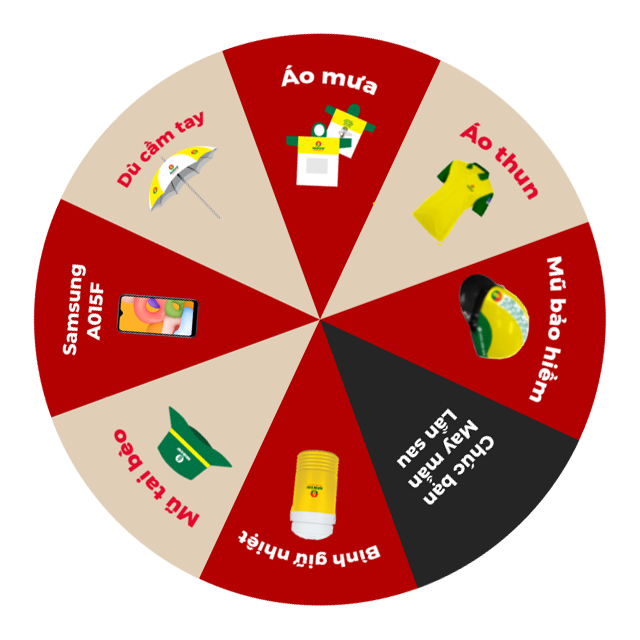 Áo mưa
Áo thun
Mũ bảo hiểm
Chúc bạn
May mắn
Lần sau
Bình giữ nhiệt
Mũ tai bèo
Samsung
A015F
Dù cầm tay